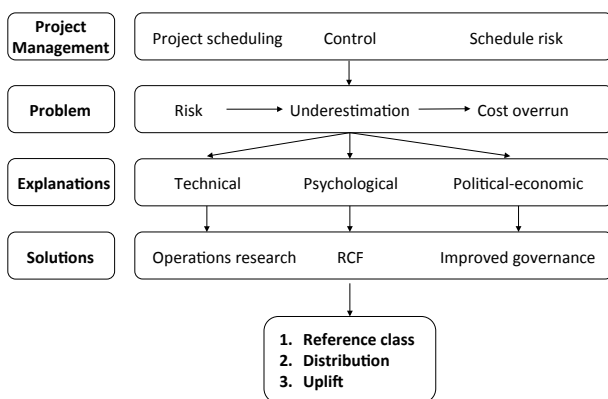 Project
Management
Project scheduling Control Schedule risk
Problem
Risk Underestimation Cost overrun
Explanations
Technical Psychological Political-economic
Solutions
Operations research RCF Improved governance
1. Reference class
2. Distribution
3. Uplift